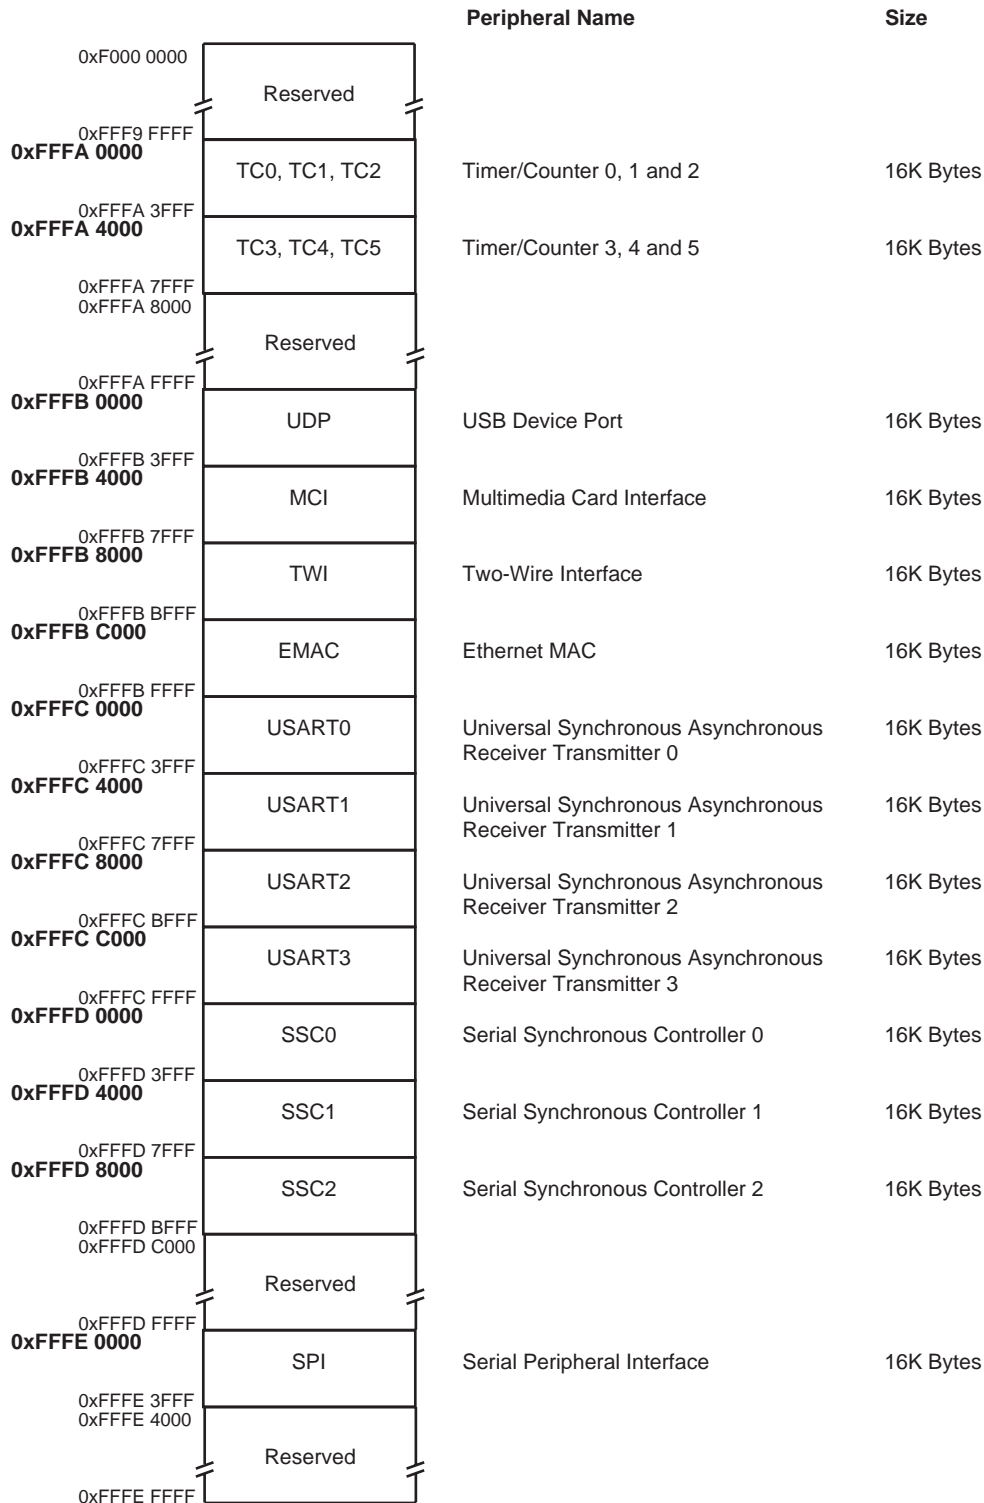 Peripheral Name Size
0xF000 0000
Reserved
0xFFF9 FFFF
0xFFFA 0000
TC0, TC1, TC2 Timer/Counter 0, 1 and 2 16K Bytes
0xFFFA 3FFF
0xFFFA 4000
TC3, TC4, TC5 Timer/Counter 3, 4 and 5 16K Bytes
0xFFFA 7FFF
0xFFFA 8000
Reserved
0xFFFA FFFF
0xFFFB 0000
UDP USB Device Port 16K Bytes
0xFFFB 3FFF
0xFFFB 4000
MCI Multimedia Card Interface 16K Bytes
0xFFFB 7FFF
0xFFFB 8000
TWI Two-Wire Interface 16K Bytes
0xFFFB BFFF
0xFFFB C000
EMAC Ethernet MAC 16K Bytes
0xFFFB FFFF
0xFFFC 0000
USART0 Universal Synchronous Asynchronous 16K Bytes
Receiver Transmitter 0
0xFFFC 3FFF
0xFFFC 4000
USART1 Universal Synchronous Asynchronous 16K Bytes
Receiver Transmitter 1
0xFFFC 7FFF
0xFFFC 8000
USART2 Universal Synchronous Asynchronous 16K Bytes
Receiver Transmitter 2
0xFFFC BFFF
0xFFFC C000
USART3 Universal Synchronous Asynchronous 16K Bytes
Receiver Transmitter 3
0xFFFC FFFF
0xFFFD 0000
SSC0 Serial Synchronous Controller 0 16K Bytes
0xFFFD 3FFF
0xFFFD 4000
SSC1 Serial Synchronous Controller 1 16K Bytes
0xFFFD 7FFF
0xFFFD 8000
SSC2 Serial Synchronous Controller 2 16K Bytes
0xFFFD BFFF
0xFFFD C000
Reserved
0xFFFD FFFF
0xFFFE 0000
SPI Serial Peripheral Interface 16K Bytes
0xFFFE 3FFF
0xFFFE 4000
Reserved
0xFFFE FFFF